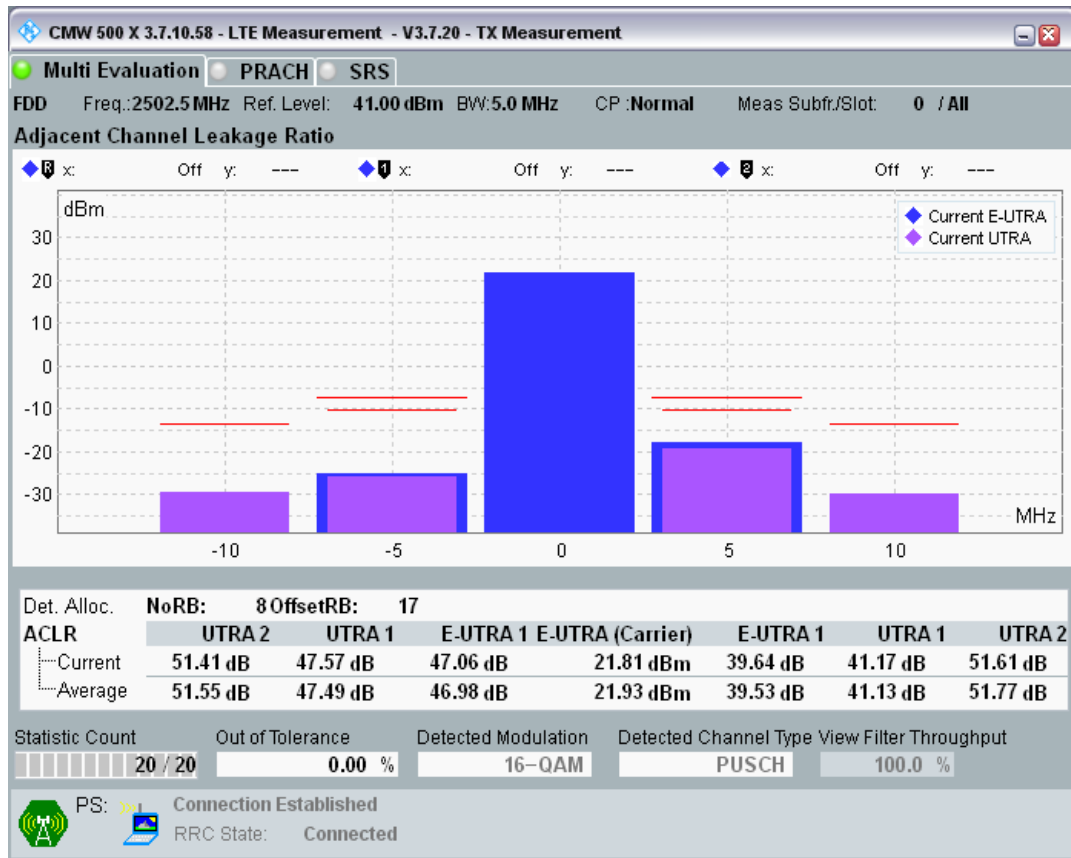 CMW 500 X 3.7.10.58 - LTE Measurement - V3.7.20 - TX Measurement
Multi Evaluation PRACH SRS
FDD Freq.:2502.5 MHz Ref. Level: 41.00 dBm BW:5.0 MHz CP :Normal Meas Subfr./Slot: 0 / All
Adjacent Channel Leakage Ratio
R x: Off y: --- 1 x: Off y: --- 2 x: Off y: ---
dBm
Current E-UTRA
Current UTRA
30
20
10
0
-10
-20
-30
MHz
-10 -5 0 5 10
Det. Alloc. NoRB: 8 OffsetRB: 17
ACLR UTRA 2 UTRA 1 E-UTRA 1 E-UTRA (Carrier) E-UTRA 1 UTRA 1 UTRA 2
Current 51.41 dB 47.57 dB 47.06 dB 21.81 dBm 39.64 dB 41.17 dB 51.61 dB
Average 51.55 dB 47.49 dB 46.98 dB 21.93 dBm 39.53 dB 41.13 dB 51.77 dB
Statistic Count Out of Tolerance Detected Modulation Detected Channel Type View Filter Throughput
20 / 20 0.00 % 16-QAM PUSCH 100.0 %
PS: Connection Established
RRC State: Connected